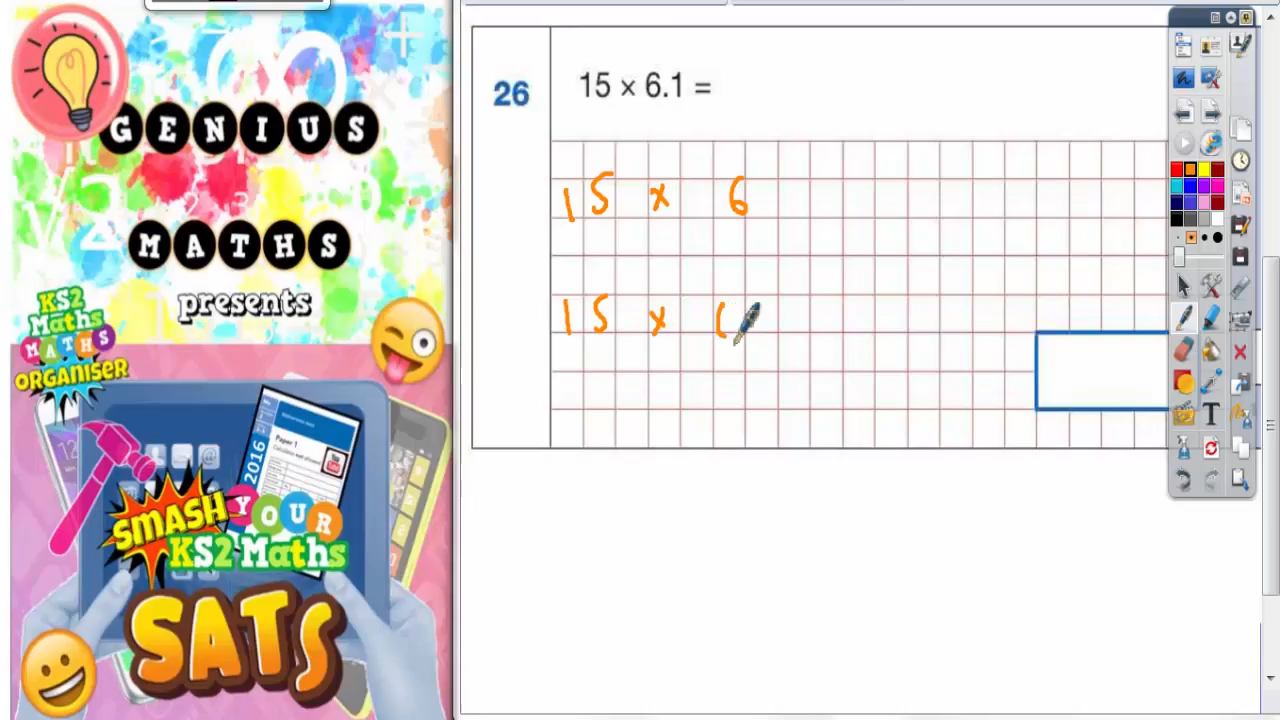 GENIUS
MATHS
presents
KS2
Maths
MATHS
ORGANISER
2016
Paper 1
SMASH YOUR
KS2 Maths
SATS
26 15 × 6.1 =
15 × 6
15 × (
T